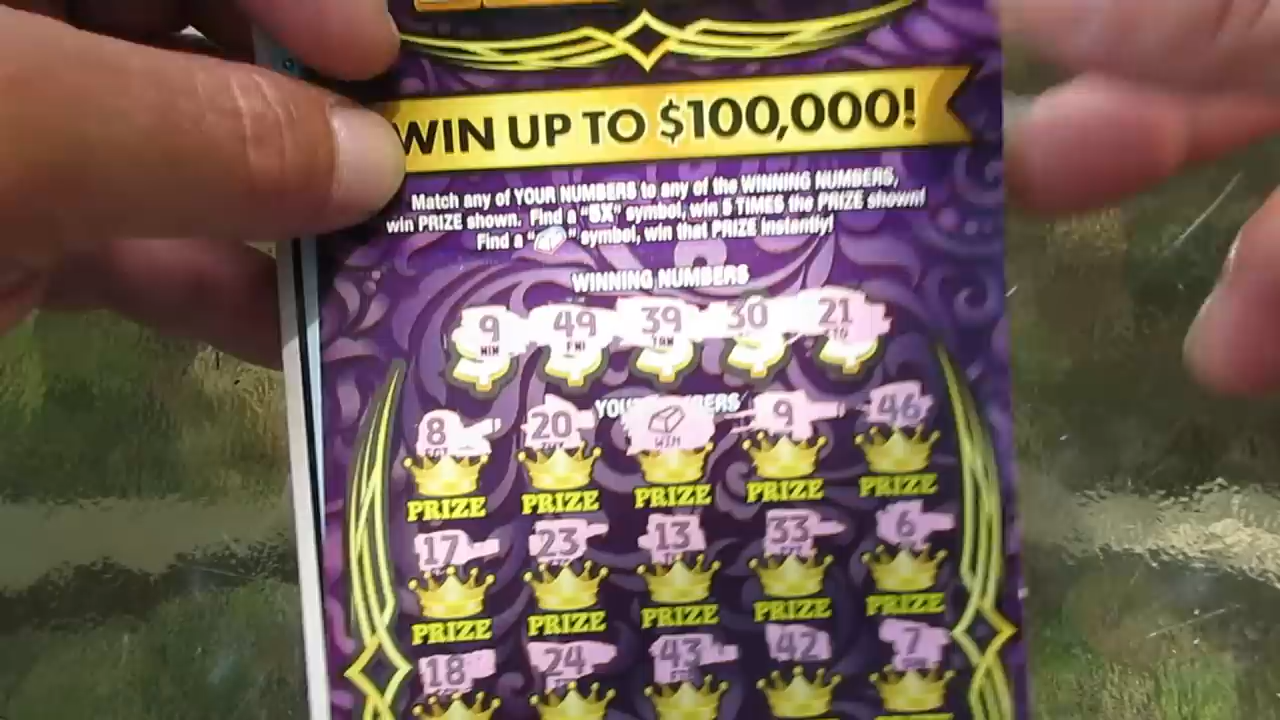 WIN UP TO $100,000!
Match any of YOUR NUMBERS to any of the WINNING NUMBERS,
win PRIZE shown. Find a "5X" symbol, win 5 TIMES the PRIZE shown!
Find a " " symbol, win that PRIZE instantly!
WINNING NUMBERS
9 49 39 30 21
NIN
8 20 WIN 9 46
PRIZE PRIZE PRIZE PRIZE PRIZE
17 23 13 33 6
PRIZE PRIZE PRIZE PRIZE PRIZE
18 24 43 42 7